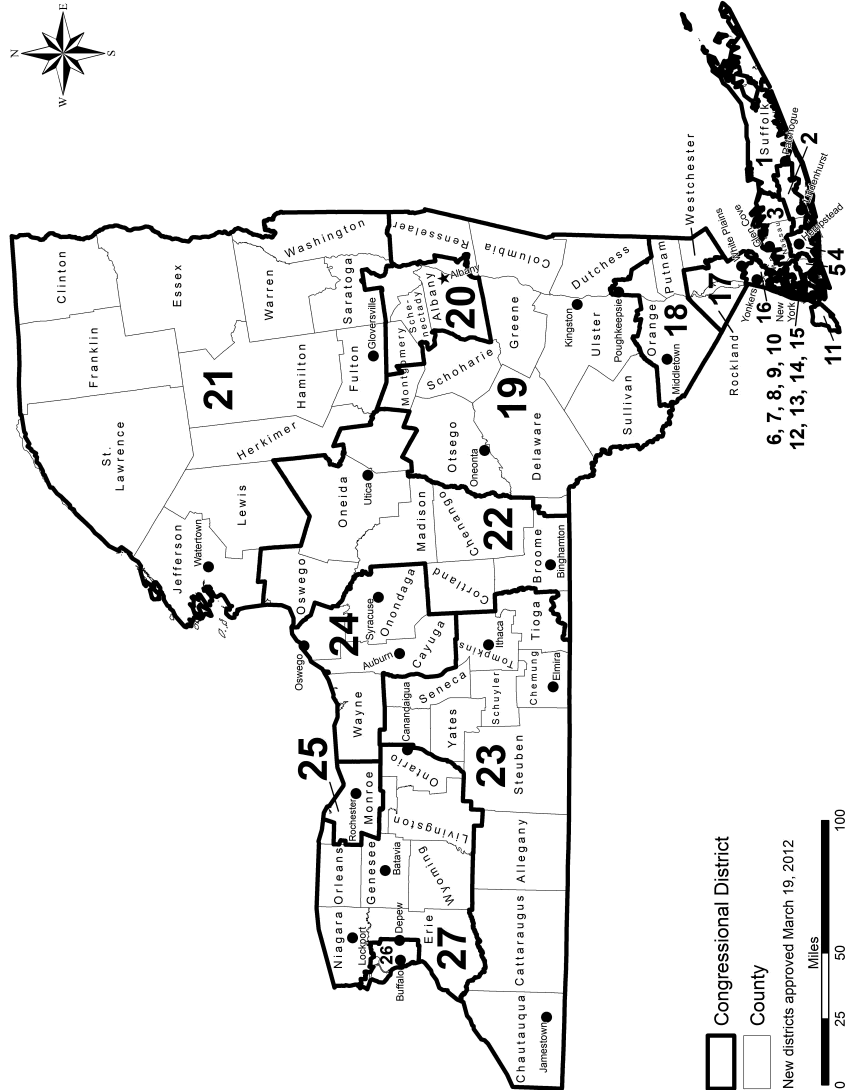 N
E
S
W
Clinton
Franklin
Essex
St.
Lawrence
21
Warren
Washington
Hamilton
Saratoga
Herkimer
Lewis
Jefferson
Watertown
Fulton
Gloversville
Rensselaer
Montgomery
Sche-
nectady
Albany
Albany
20
Oneida
Utica
Oswego
Oswego
Schoharie
Greene
Columbia
Otsego
Oneonta
19
Delaware
Ulster
Kingston
Dutchess
Poughkeepsie
Sullivan
Orange
Middletown
18
Putnam
Westchester
17
Rockland
Madison
Chenango
22
Broome
Binghamton
Cortland
24
Syracuse
Onondaga
Auburn
Cayuga
Ithaca
Tompkins
Tioga
Seneca
Schuyler
Chemung
Elmira
Wayne
Canandaigua
Yates
Ontario
23
Steuben
25
Rochester
Monroe
Livingston
Orleans
Genesee
Batavia
Wyoming
Allegany
Niagara
Lockport
26
Depew
Buffalo
Erie
27
Cattaraugus
Chautauqua
Jamestown
White Plains
Yonkers
16
New
York
Glen Cove
3
Nassau
Hempstead
1
Suffolk
Patchogue
2
Lindenhurst
5 4
6, 7, 8, 9, 10
12, 13, 14, 15
11
Congressional District
County
New districts approved March 19, 2012
Miles
0
25
50
100